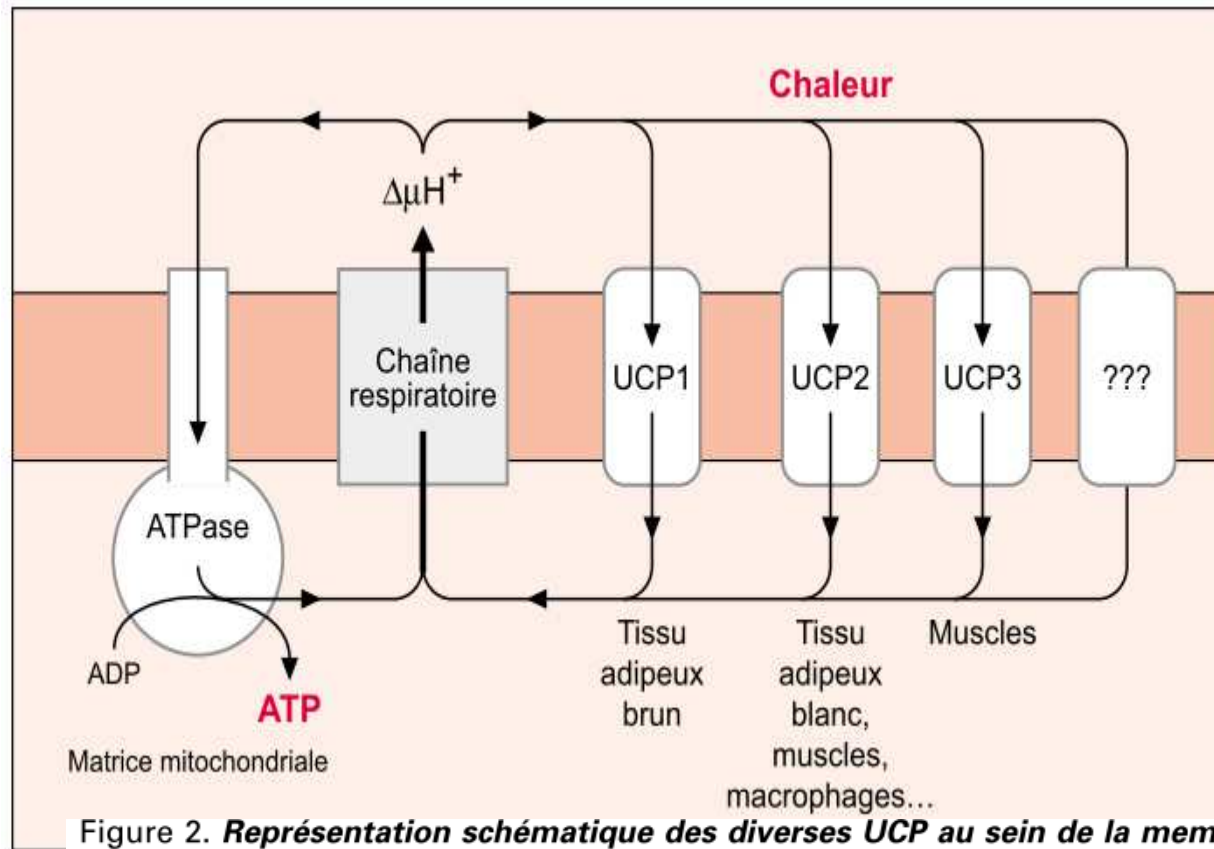 Chaleur
ΔμH⁺
Chaîne
respiratoire
UCP1
UCP2
UCP3
???
ATPase
ADP
ATP
Matrice mitochondriale
Tissu
adipeux
brun
Tissu
adipeux
blanc,
muscles,
macrophages…
Muscles
Figure 2. Représentation schématique des diverses UCP au sein de la mem